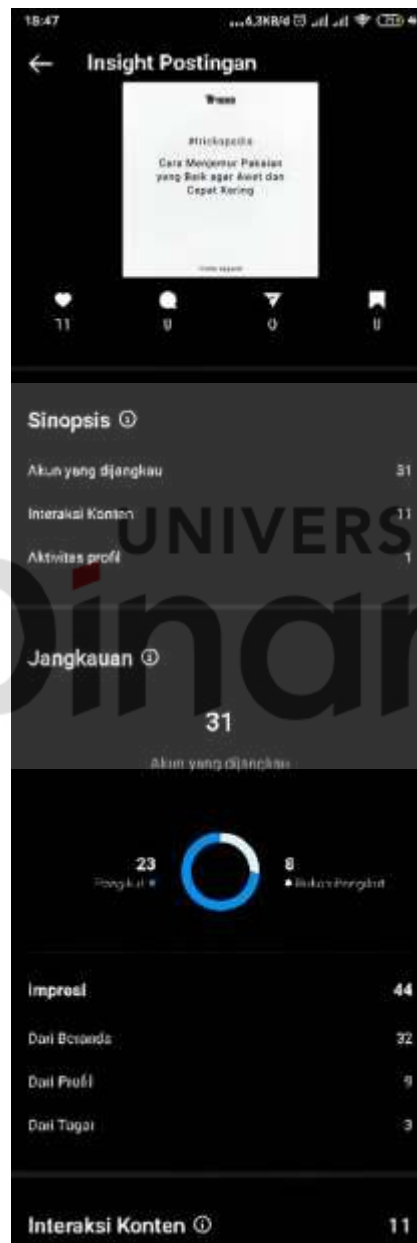 18:47
Insight Postingan
#trickopedia
Cara Menjemur Pakaian
yang Baik agar Awet dan
Cepat Kering
11 0 0 0
Sinopsis
Akun yang dijangkau 31
Interaksi Konten 11
Aktivitas profil 1
UNIVERS
Dinar
Jangkauan
31
Akun yang dijangkau
23 8
Pengikut Bukan Pengikut
Impresi 44
Dari Beranda 32
Dari Profil 9
Dari Tagar 3
Interaksi Konten 11